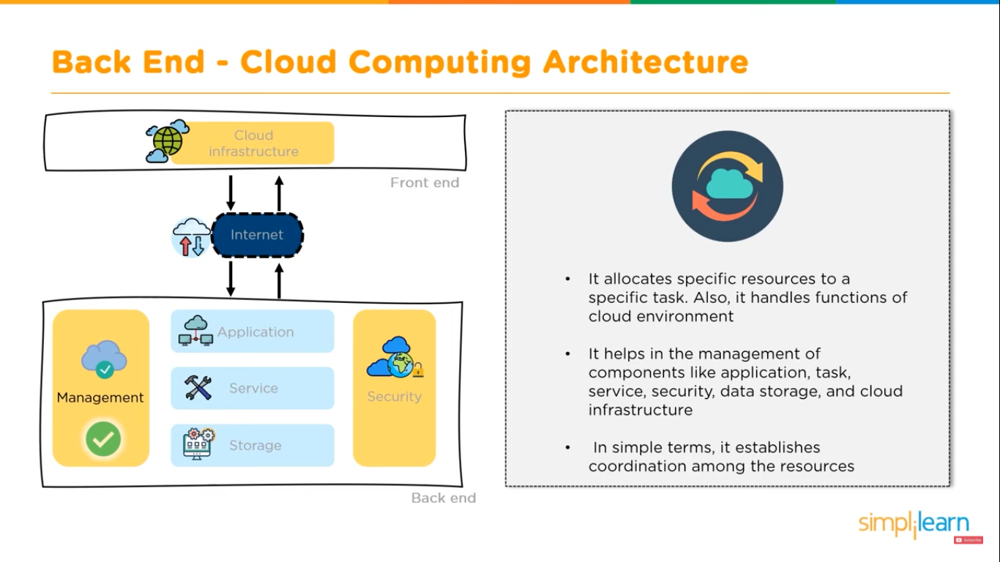 Back End - Cloud Computing Architecture
Cloud
infrastructure
Front end
Internet
Management
Application
Service
Storage
Security
Back end
• It allocates specific resources to a
specific task. Also, it handles functions of
cloud environment
• It helps in the management of
components like application, task,
service, security, data storage, and cloud
infrastructure
• In simple terms, it establishes
coordination among the resources
simplilearn
Subscribe